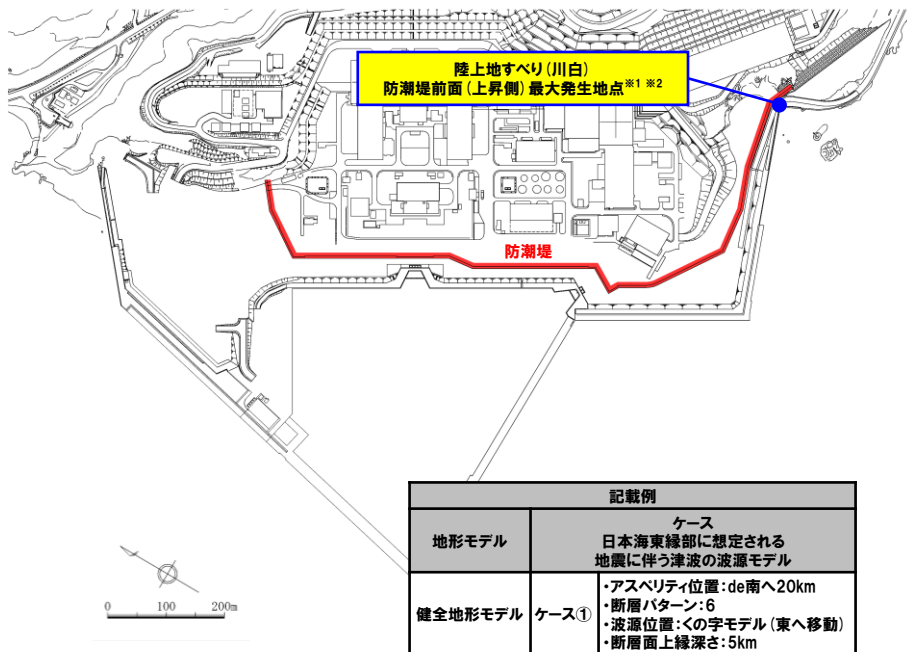 陸上地すべり(川白)
防潮堤前面(上昇側)最大発生地点※1 ※2
防潮堤
記載例
地形モデル
ケース
日本海東縁部に想定される
地震に伴う津波の波源モデル
健全地形モデル
ケース①
・アスペリティ位置:de南へ20km
・断層パターン:6
・波源位置:くの字モデル(東へ移動)
・断層面上縁深さ:5km
0 100 200m